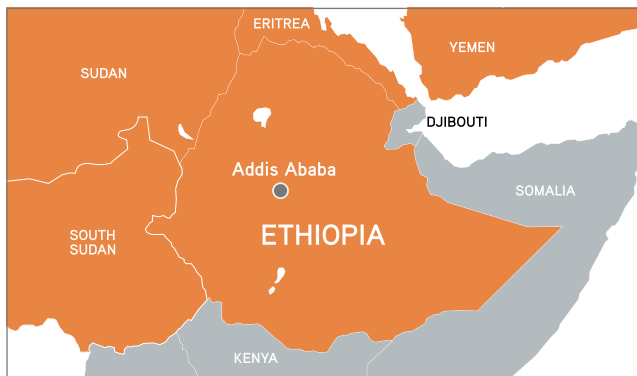 ERITREA
YEMEN
SUDAN
DJIBOUTI
Addis Ababa
SOMALIA
ETHIOPIA
SOUTH
SUDAN
KENYA